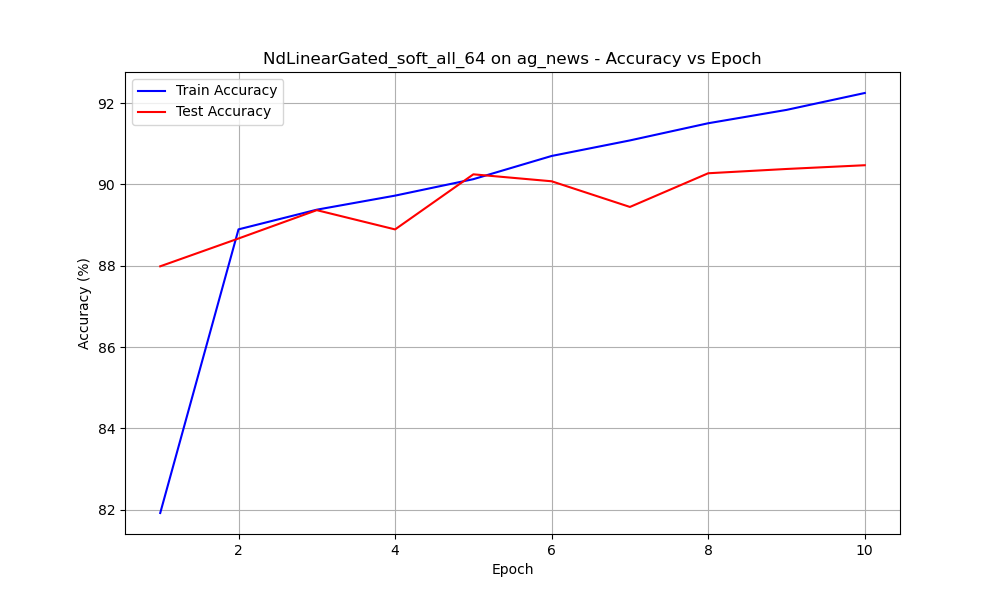 NdLinearGated_soft_all_64 on ag_news - Accuracy vs Epoch
Train Accuracy
Test Accuracy
Accuracy (%)
92
90
88
86
84
82
2 4 6 8 10
Epoch